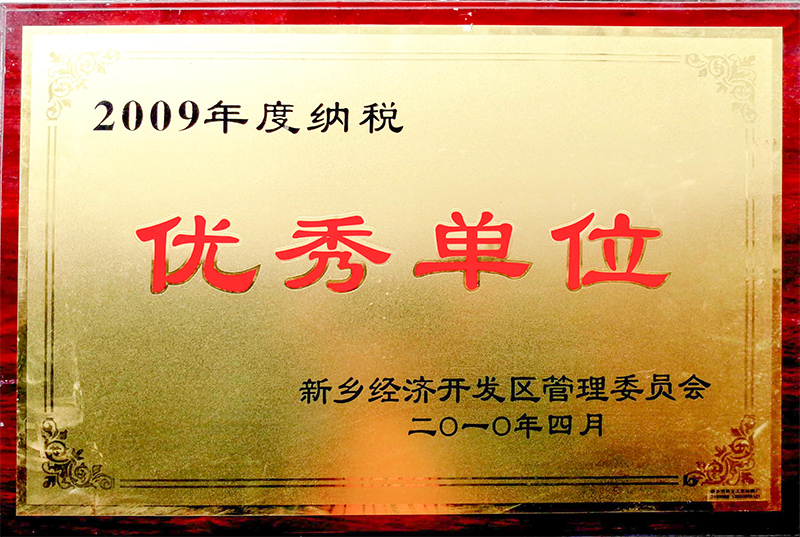 2009年度纳税
优秀单位
新乡经济开发区管理委员会
二〇一〇年四月